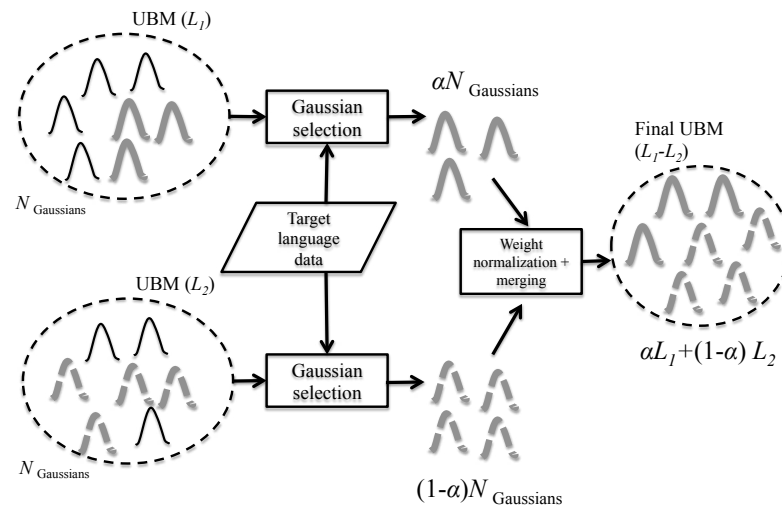 UBM (L₁)
N Gaussians
Gaussian
selection
αN Gaussians
Target
language
data
UBM (L₂)
N Gaussians
Gaussian
selection
(1-α)N Gaussians
Weight
normalization +
merging
Final UBM
(L₁-L₂)
αL₁+(1-α) L₂